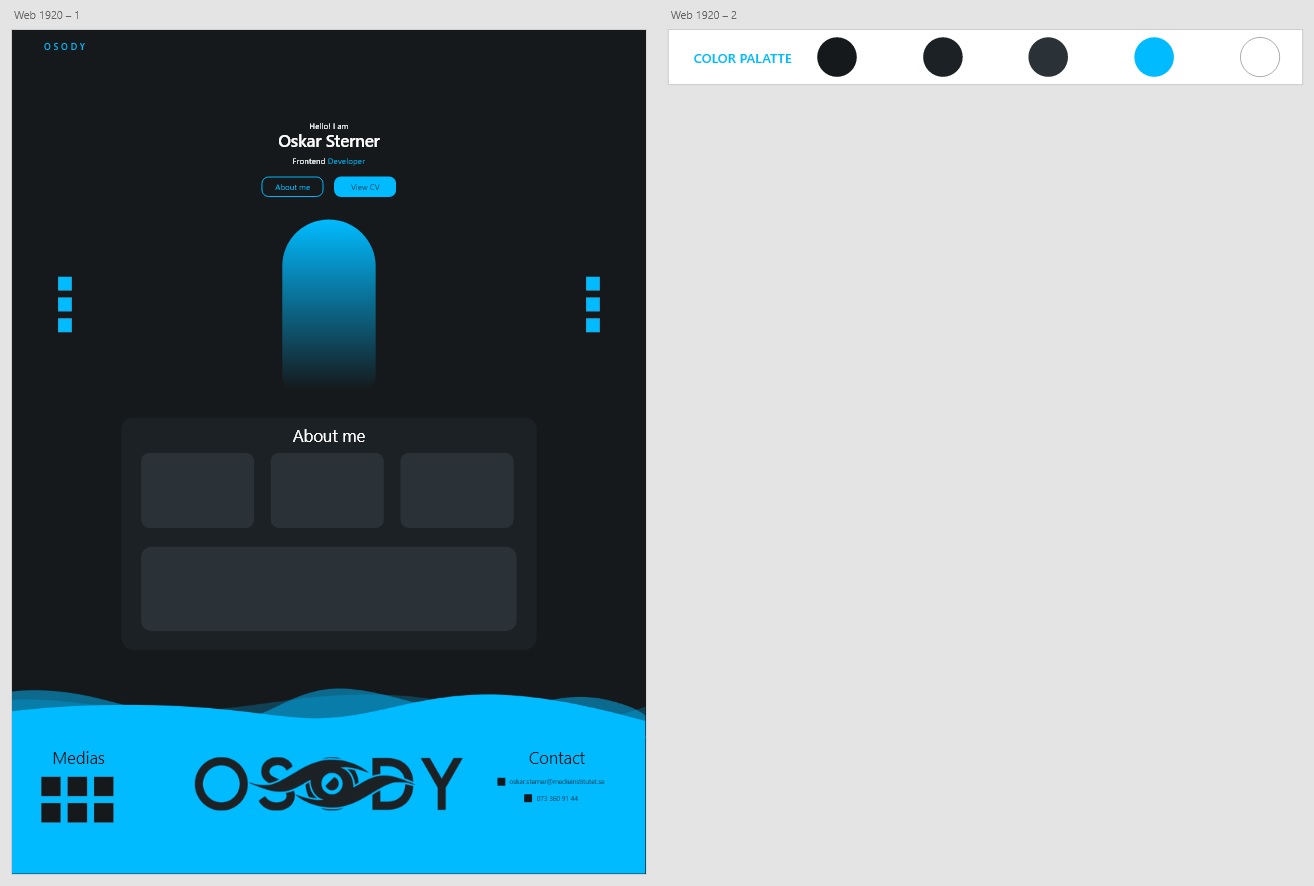 Web 1920 – 1
OSODY
Hello! I am
Oskar Sterner
Frontend Developer
About me
View CV
About me
Medias
OSODY
Contact
oskar.sterner@medieinstitutet.se
073 360 91 44
Web 1920 – 2
COLOR PALATTE